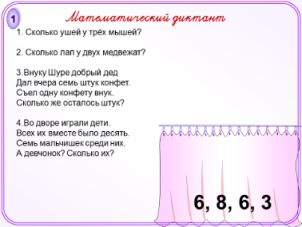 1
Математический диктант
1. Сколько ушей у трёх мышей?
2. Сколько лап у двух медвежат?
3.Внуку Шуре добрый дед
Дал вчера семь штук конфет.
Съел одну конфету внук.
Сколько же осталось штук?
4.Во дворе играли дети.
Всех их вместе было десять.
Семь мальчишек среди них.
А девчонок? Сколько их?
6, 8, 6, 3